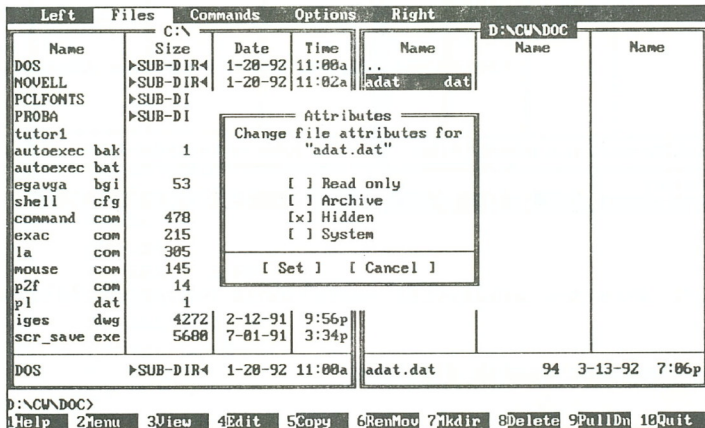 Left Files Commands Options Right
C:\ D:\CW\DOC
Name Size Date Time Name Name Name
DOS ►SUB-DIR◄ 1-20-92 11:00a ..
NOVELL ►SUB-DIR◄ 1-20-92 11:02a adat dat
PCLFONTS ►SUB-DI
PROBA ►SUB-DI
tutor1
autoexec bak 1
autoexec bat
egavga bgi 53
shell cfg
command com 478
exac com 215
la com 305
mouse com 145
p2f com 14
pl dat 1
iges dwg 4272 2-12-91 9:56p
scr_save exe 5680 7-01-91 3:34p
Attributes
Change file attributes for
"adat.dat"
[ ] Read only
[ ] Archive
[x] Hidden
[ ] System
[ Set ] [ Cancel ]
DOS ►SUB-DIR◄ 1-20-92 11:00a adat.dat 94 3-13-92 7:06p
D:\CW\DOC>
1Help 2Menu 3View 4Edit 5Copy 6RenMov 7Mkdir 8Delete 9PullDn 10Quit